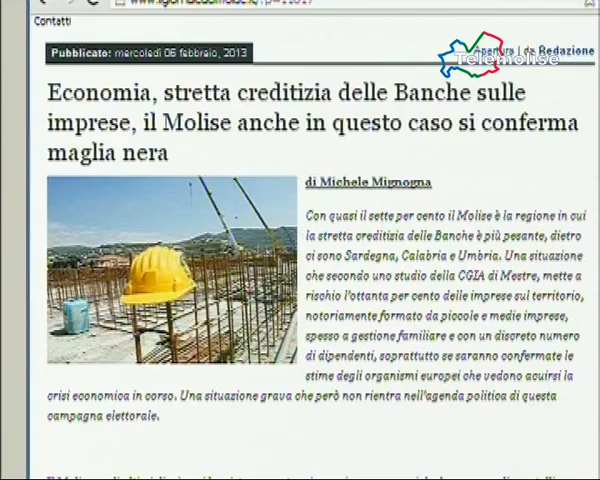 Contatti
Pubblicato: mercoledì 06 febbraio, 2013
Apertura | da Redazione
Telemolise
Economia, stretta creditizia delle Banche sulle
imprese, il Molise anche in questo caso si conferma
maglia nera
di Michele Mignogna
Con quasi il sette per cento il Molise è la regione in cui
la stretta creditizia delle Banche è più pesante, dietro
ci sono Sardegna, Calabria e Umbria. Una situazione
che secondo uno studio della CGIA di Mestre, mette a
rischio l'ottanta per cento delle imprese sul territorio,
notoriamente formato da piccole e medie imprese,
spesso a gestione familiare e con un discreto numero
di dipendenti, soprattutto se saranno confermate le
stime degli organismi europei che vedono acuirsi la
crisi economica in corso. Una situazione grava che però non rientra nell'agenda politica di questa
campagna elettorale.